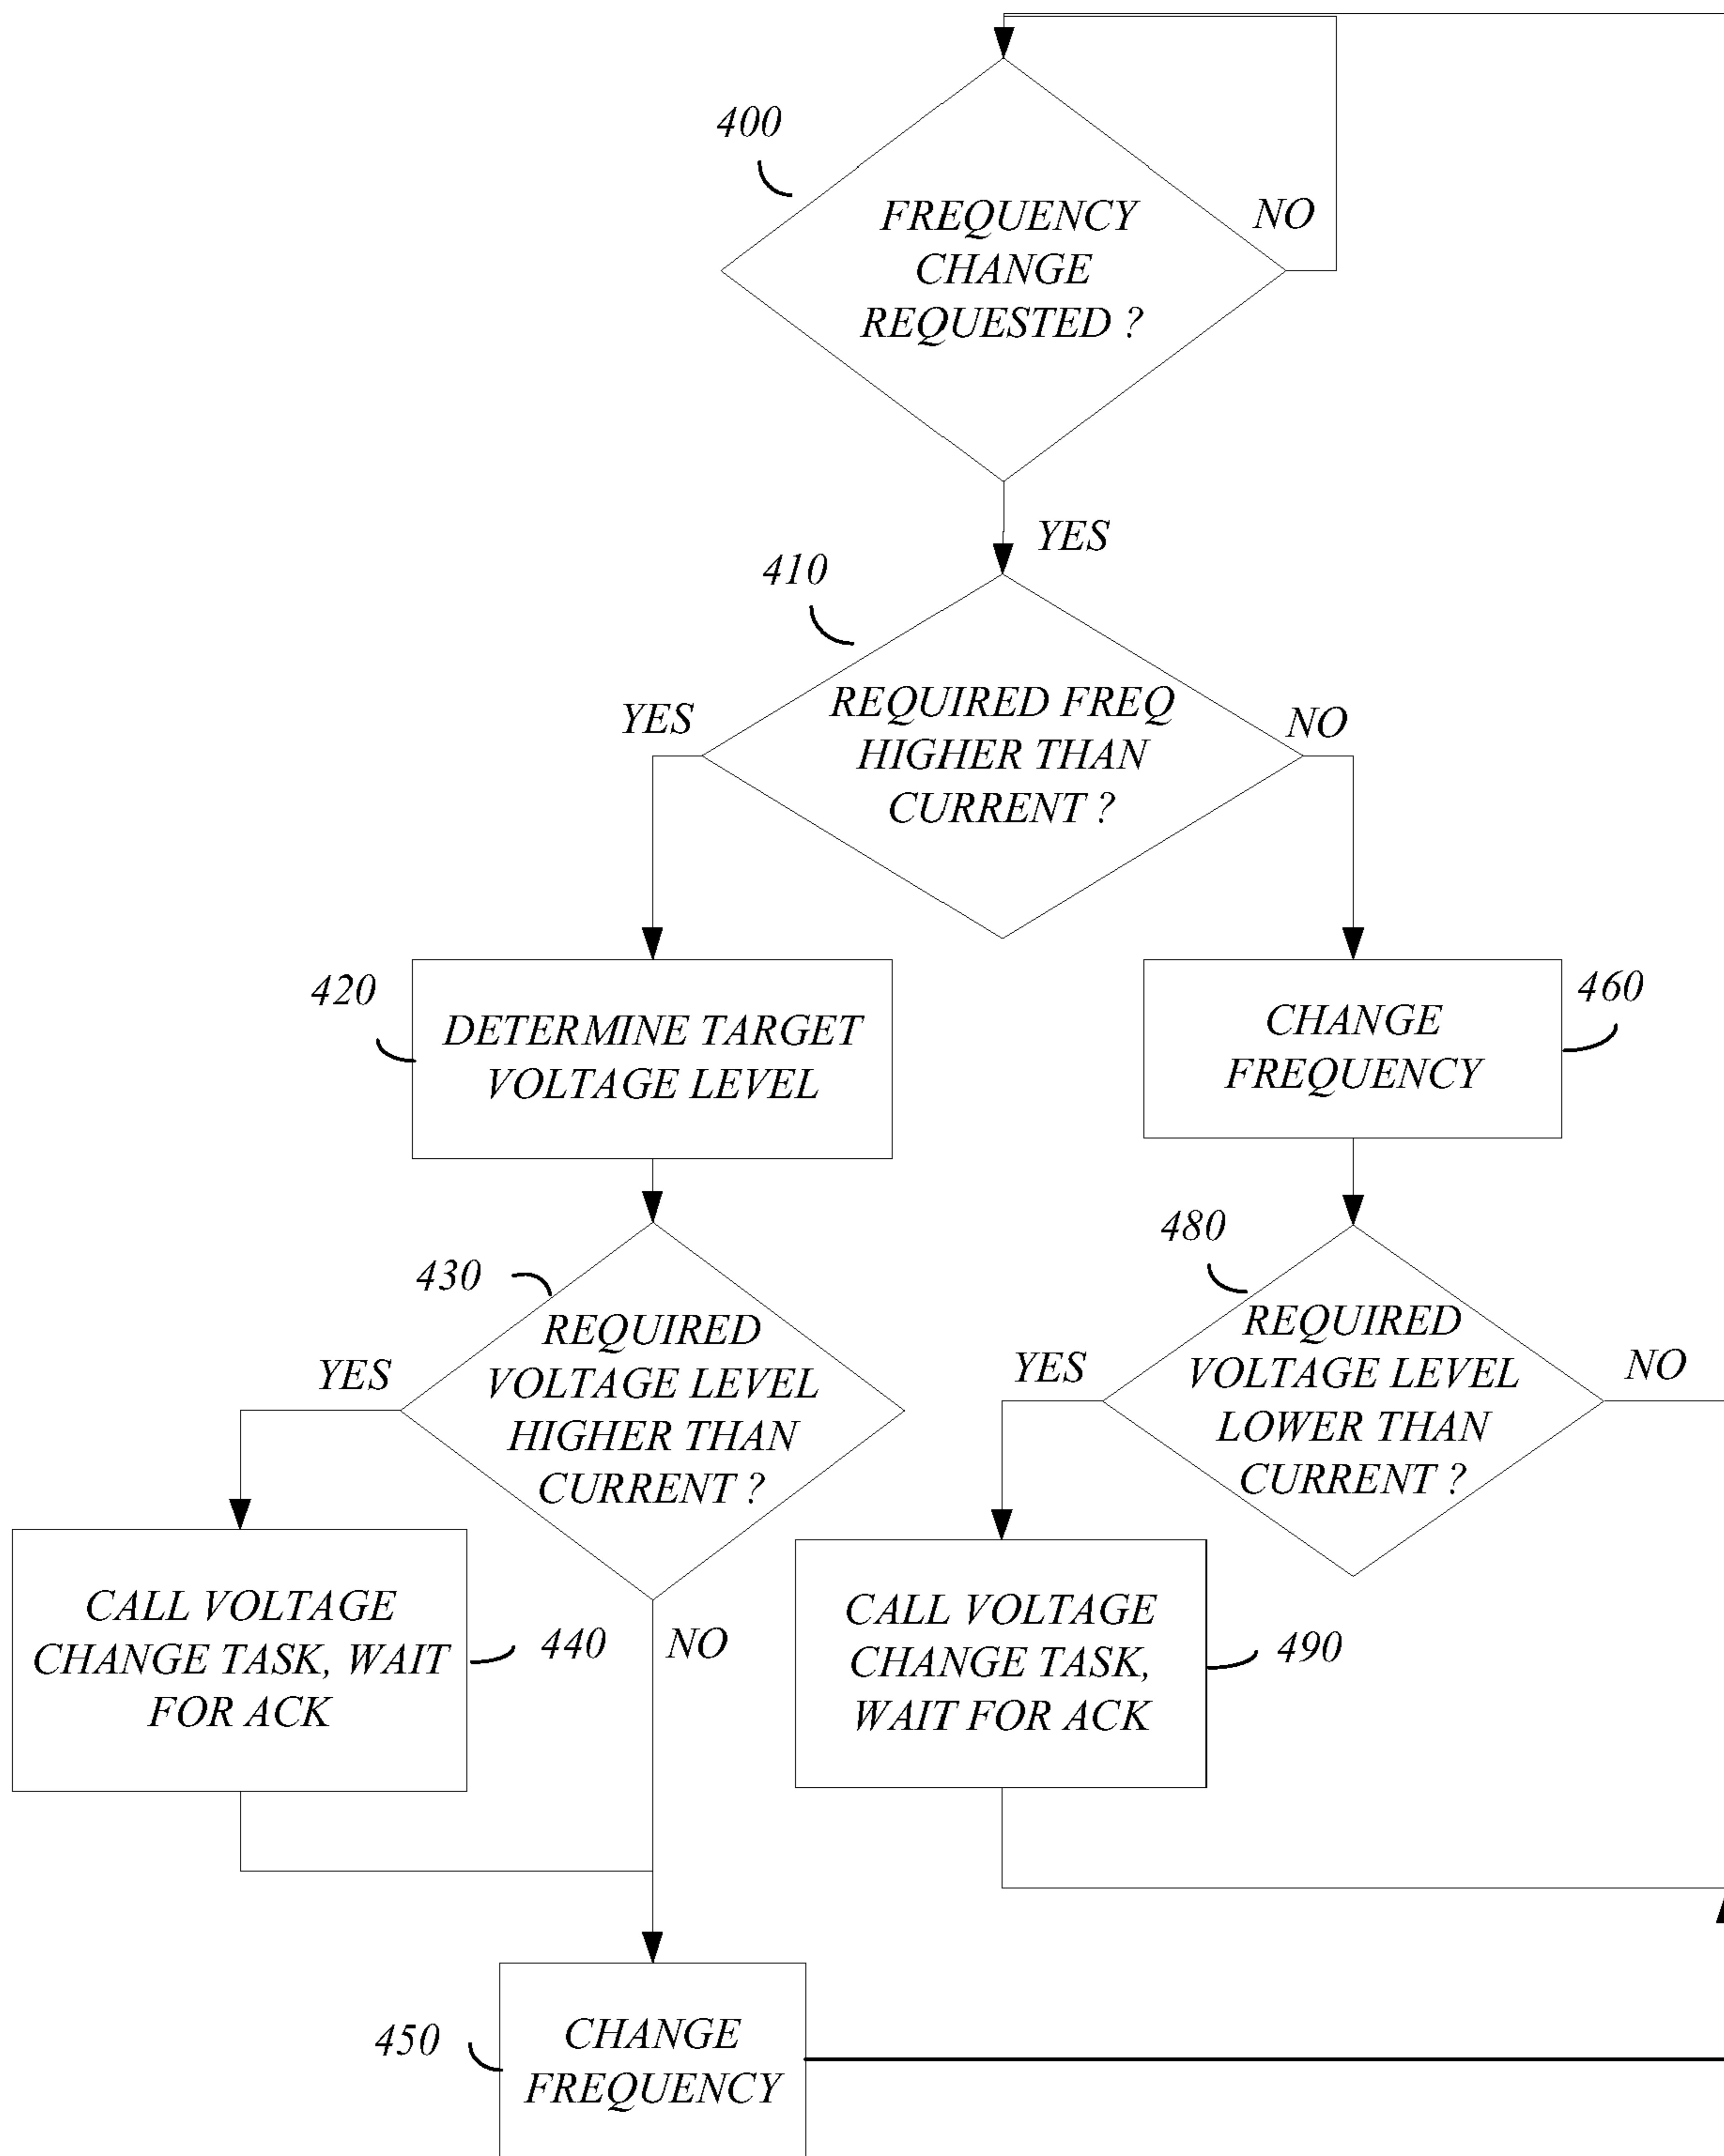 400
FREQUENCY
CHANGE
REQUESTED ?
NO
YES
410
REQUIRED FREQ
HIGHER THAN
CURRENT ?
YES
NO
420
DETERMINE TARGET
VOLTAGE LEVEL
CHANGE
FREQUENCY
460
430
REQUIRED
VOLTAGE LEVEL
HIGHER THAN
CURRENT ?
YES
NO
480
REQUIRED
VOLTAGE LEVEL
LOWER THAN
CURRENT ?
YES
NO
CALL VOLTAGE
CHANGE TASK, WAIT
FOR ACK
440
CALL VOLTAGE
CHANGE TASK,
WAIT FOR ACK
490
450
CHANGE
FREQUENCY